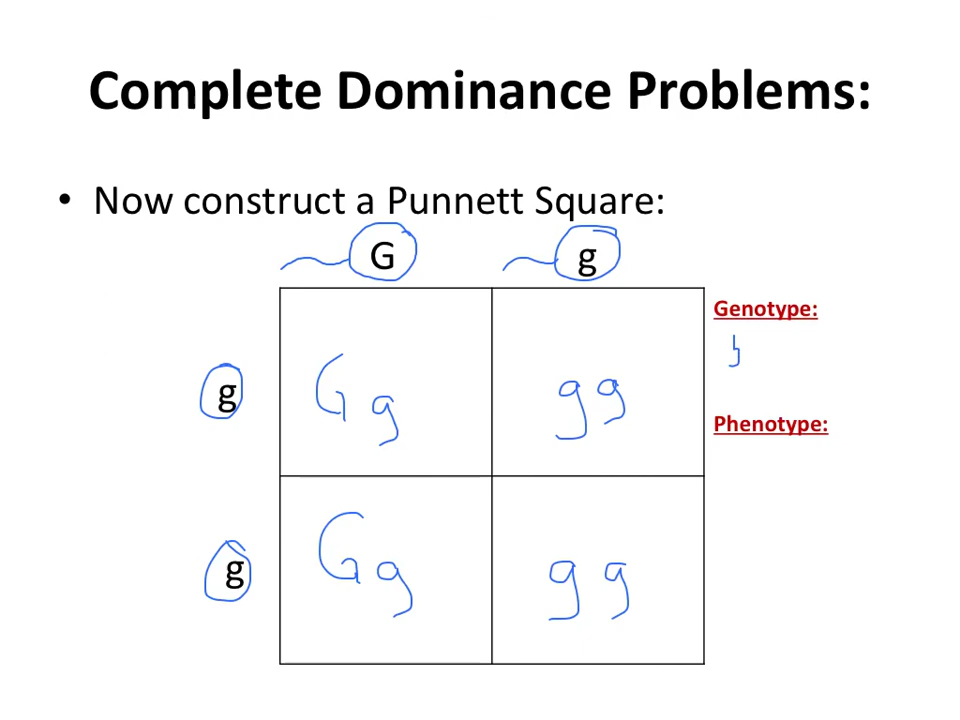 Complete Dominance Problems:
• Now construct a Punnett Square:
G g
Genotype:
g Gg gg
Phenotype:
g Gg gg